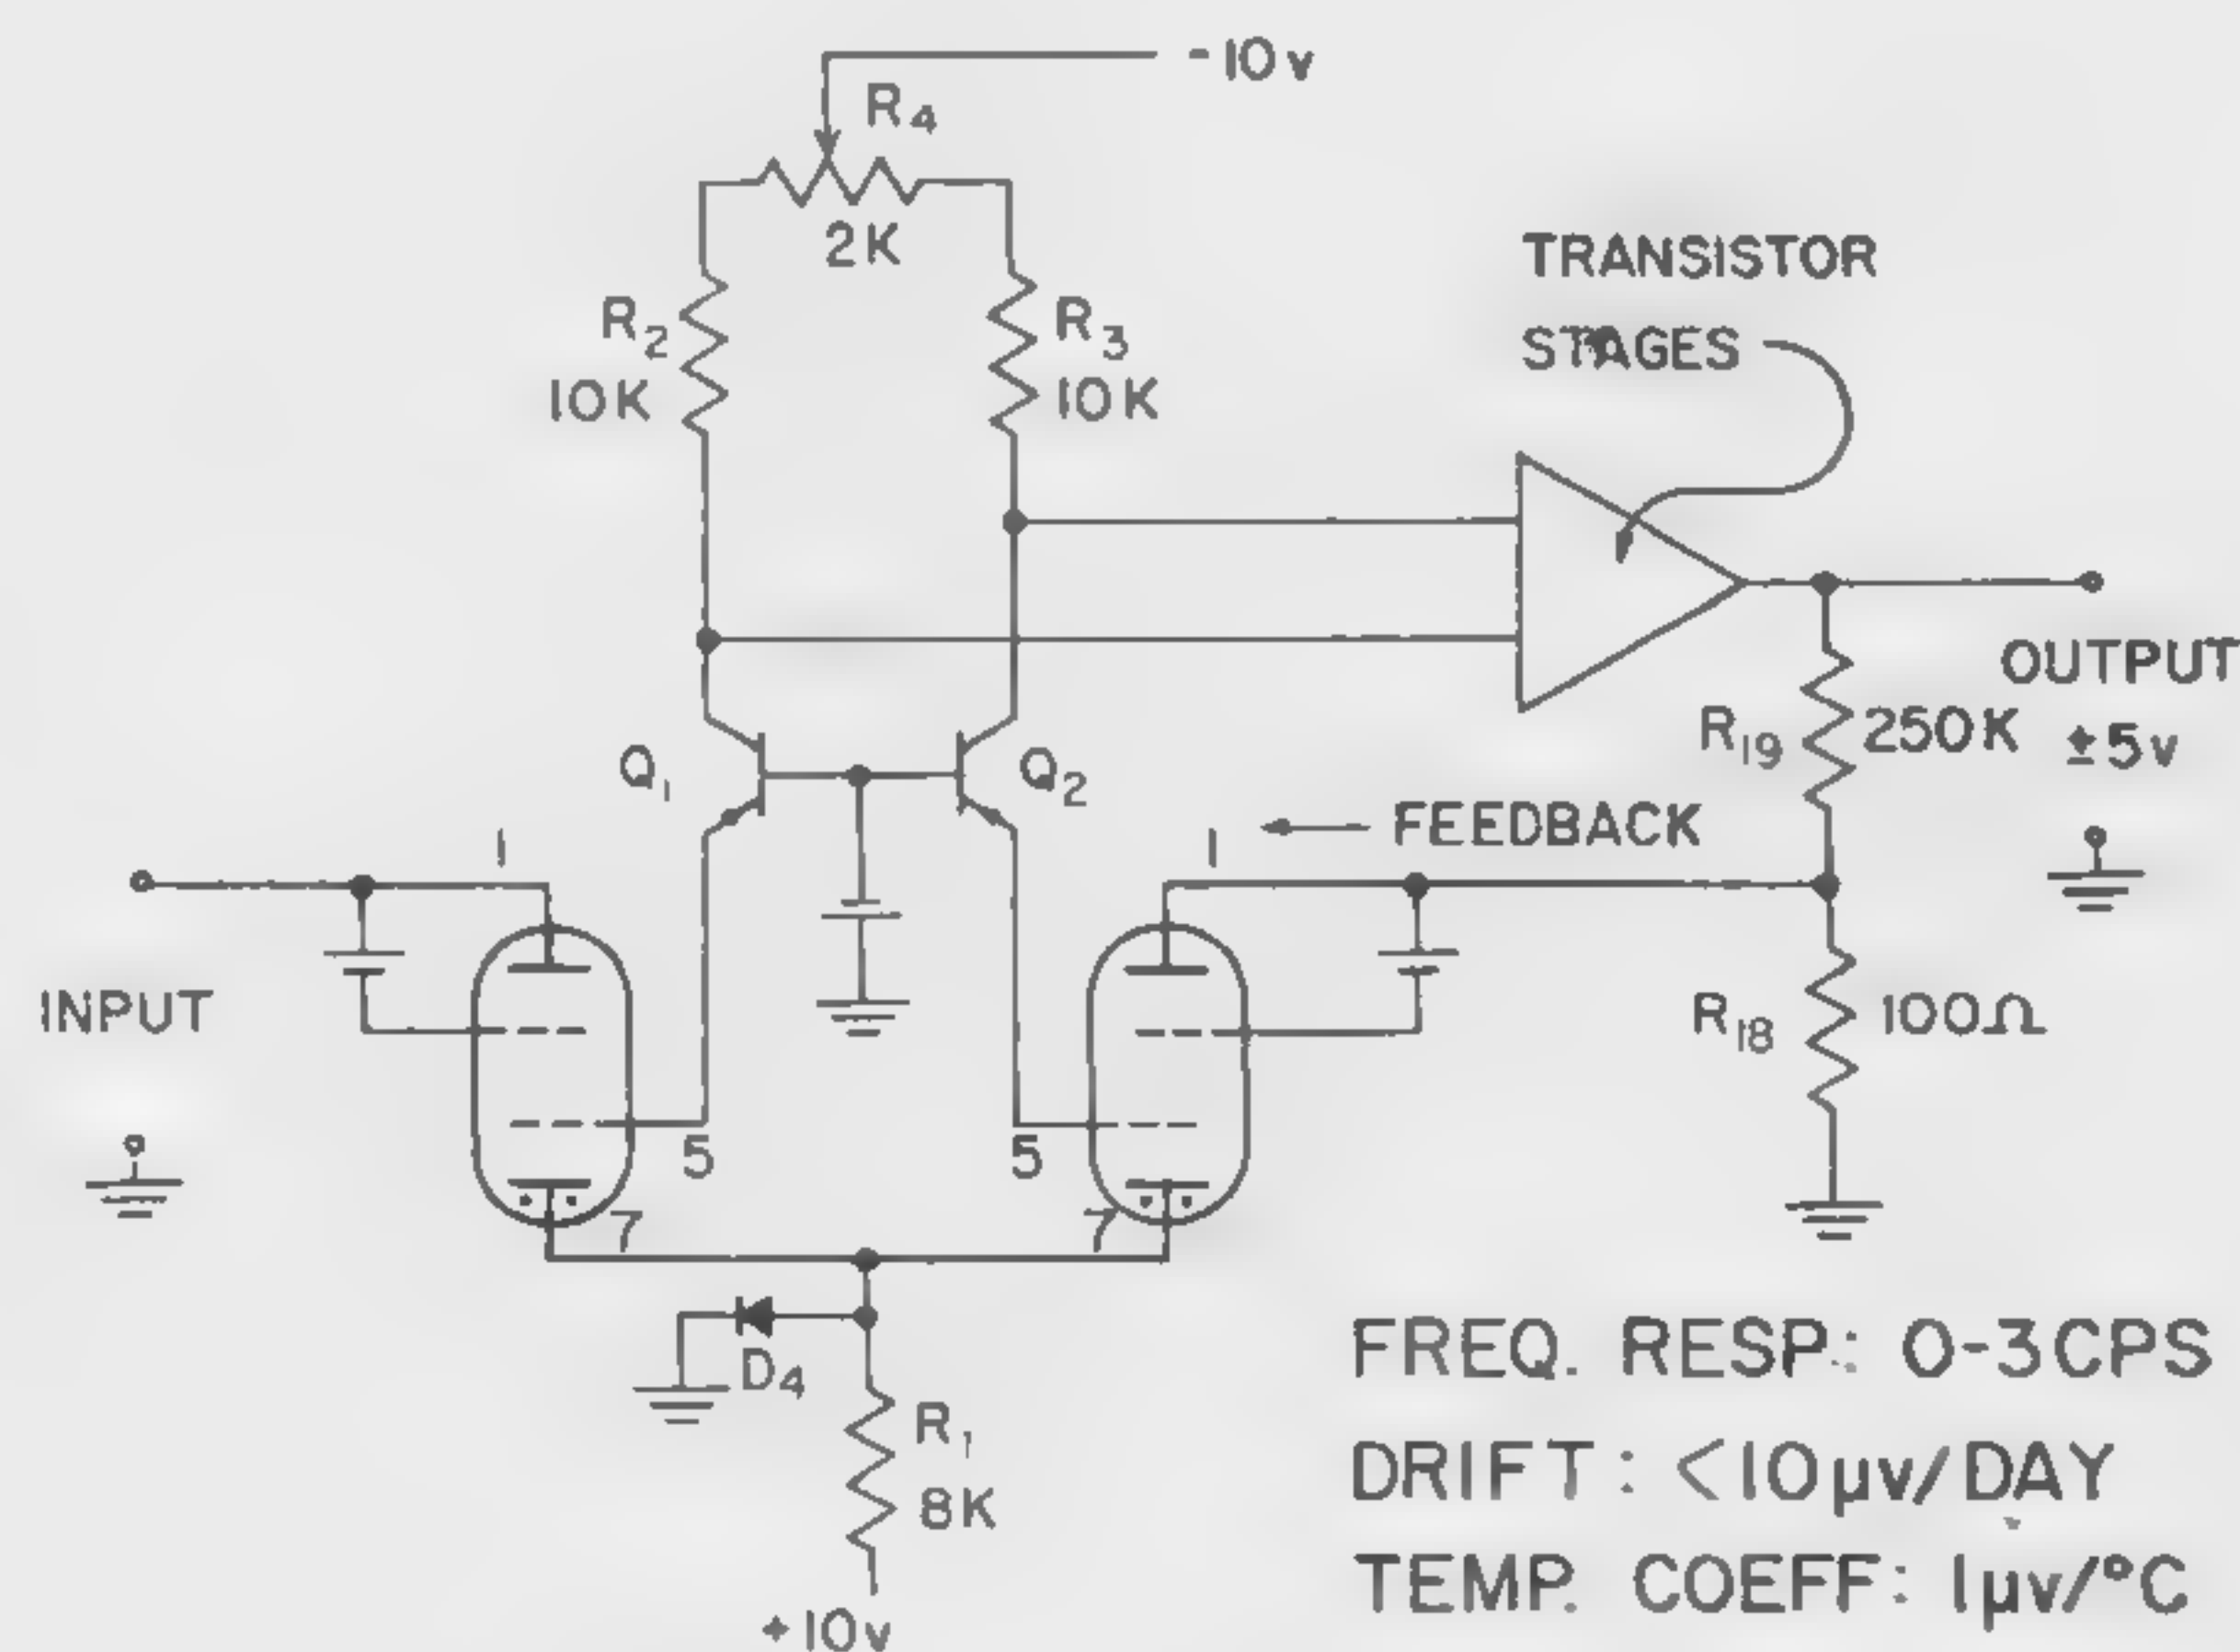 -10v
R4
2K
R2
10K
R3
10K
TRANSISTOR
STAGES
Q1
Q2
R19
250K
OUTPUT
±5v
1
1
FEEDBACK
INPUT
R18
100Ω
5
5
7
7
D4
R1
8K
+10v
FREQ. RESP.: 0-3CPS
DRIFT: <10μv/DAY
TEMP. COEFF: 1μv/°C